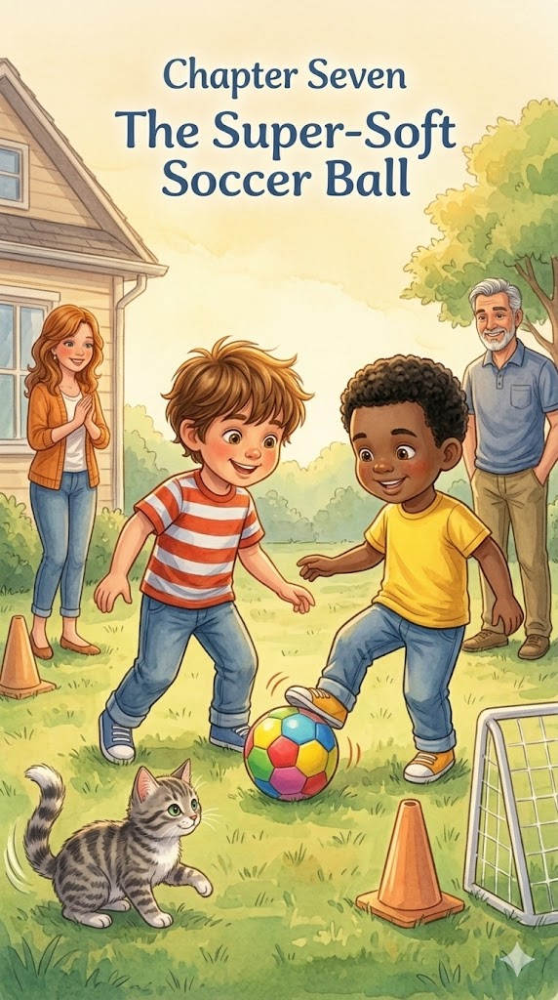 Chapter Seven
The Super-Soft
Soccer Ball